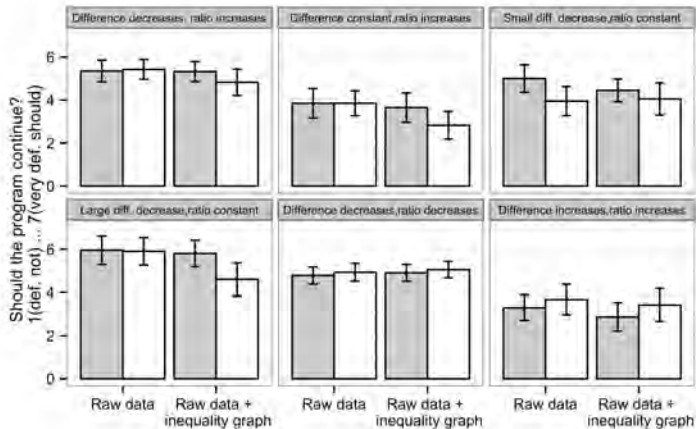 Difference decreases, ratio increases
Difference constant,ratio increases
Small diff. decrease,ratio constant
Should the program continue?
1(def. not) ... 7(very def. should)
6
4
2
0
Large diff. decrease,ratio constant
Difference decreases,ratio decreases
Difference increases,ratio increases
6
4
2
0
Raw data
Raw data +
inequality graph
Raw data
Raw data +
inequality graph
Raw data
Raw data +
inequality graph